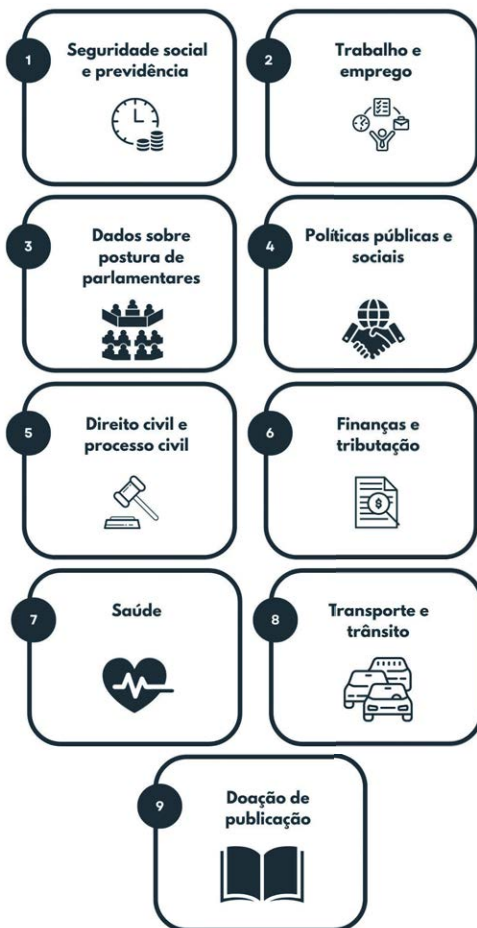 1
Seguridade social
e previdência
2
Trabalho e
emprego
3
Dados sobre
postura de
parlamentares
4
Políticas públicas e
sociais
5
Direito civil e
processo civil
6
Finanças e
tributação
$
7
Saúde
8
Transporte e
trânsito
9
Doação de
publicação